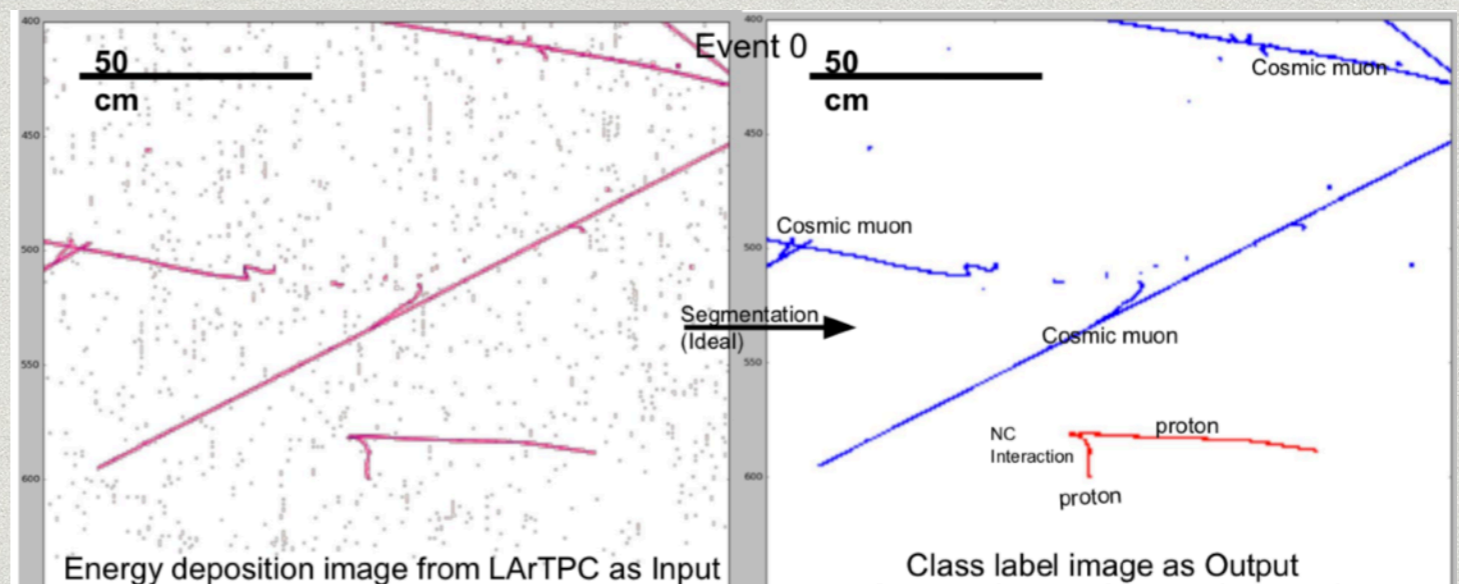 Event 0
50
cm
400
450
500
550
600
Energy deposition image from LArTPC as Input
Segmentation
(Ideal)
50
cm
400
450
500
550
600
Cosmic muon
Cosmic muon
Cosmic muon
NC
Interaction
proton
proton
Class label image as Output